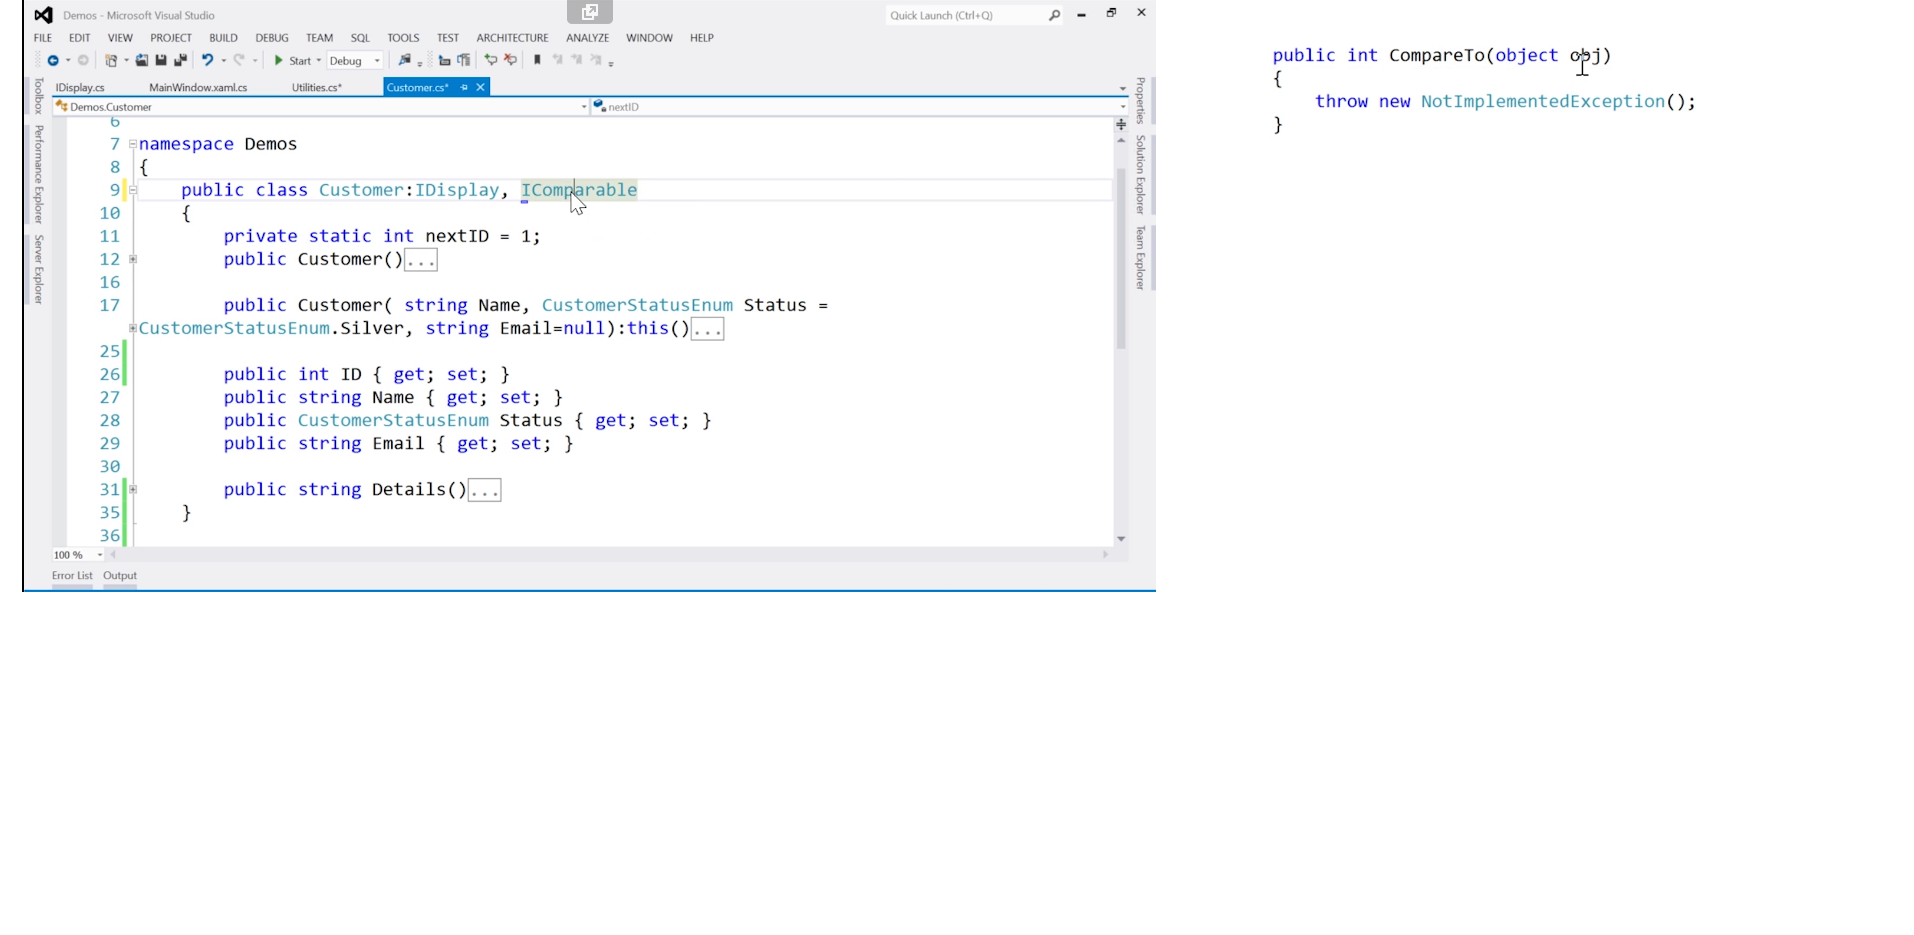 Demos - Microsoft Visual Studio
Quick Launch (Ctrl+Q)
FILE EDIT VIEW PROJECT BUILD DEBUG TEAM SQL TOOLS TEST ARCHITECTURE ANALYZE WINDOW HELP
Start Debug
IDisplay.cs MainWindow.xaml.cs Utilities.cs* Customer.cs*
Demos.Customer nextID
Toolbox
Performance Explorer
Server Explorer
6
7 namespace Demos
8 {
9 public class Customer:IDisplay, IComparable
10 {
11 private static int nextID = 1;
12 public Customer()...
16
17 public Customer( string Name, CustomerStatusEnum Status =
CustomerStatusEnum.Silver, string Email=null):this()...
25
26 public int ID { get; set; }
27 public string Name { get; set; }
28 public CustomerStatusEnum Status { get; set; }
29 public string Email { get; set; }
30
31 public string Details()...
35 }
36
100 %
Error List Output
Properties
Solution Explorer
Team Explorer
public int CompareTo(object obj)
{
throw new NotImplementedException();
}